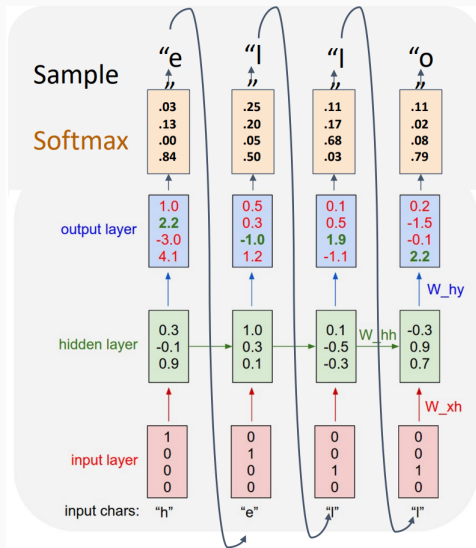 Sample “e” “l” “l” “o”
Softmax
.03 .25 .11 .11
.13 .20 .17 .02
.00 .05 .68 .08
.84 .50 .03 .79
output layer
1.0 0.5 0.1 0.2
2.2 0.3 0.5 -1.5
-3.0 -1.0 1.9 -0.1
4.1 1.2 -1.1 2.2
W_hy
hidden layer
0.3 1.0 0.1 -0.3
-0.1 0.3 -0.5 0.9
0.9 0.1 -0.3 0.7
W_hh
W_xh
input layer
1 0 0 0
0 1 0 0
0 0 1 1
0 0 0 0
input chars: “h” “e” “l” “l”